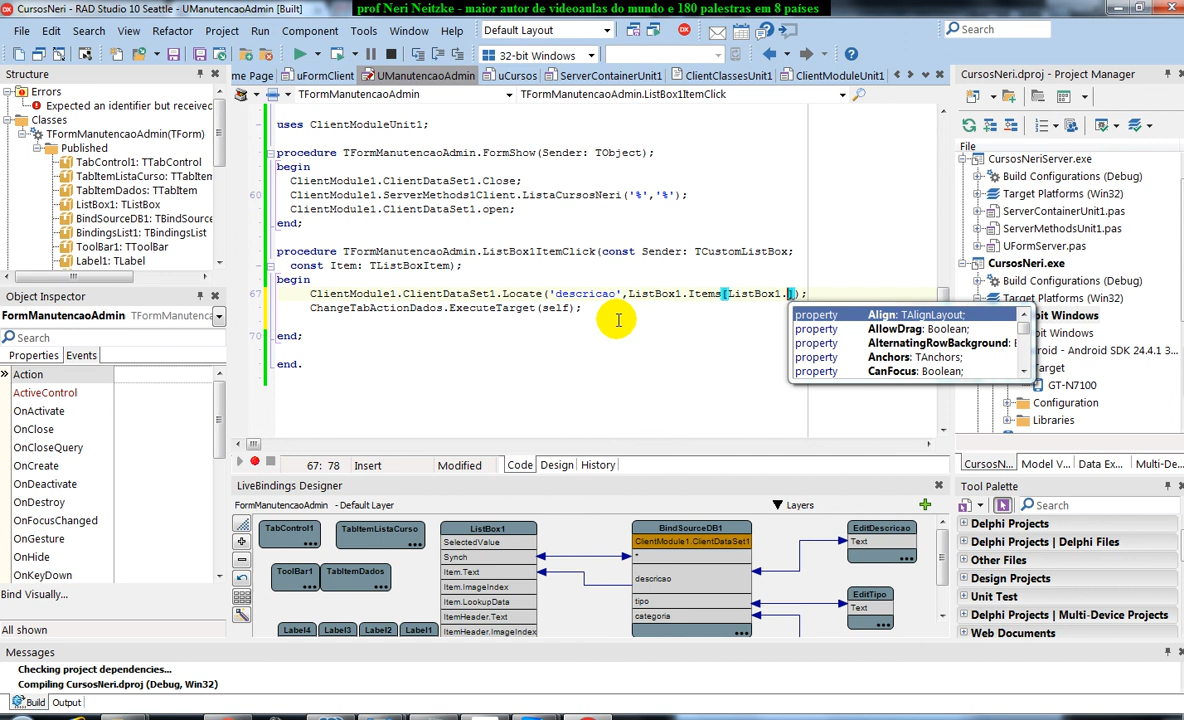 CursosNeri - RAD Studio 10 Seattle - UManutencaoAdmin [Built]
prof Neri Neitzke - maior autor de videoaulas do mundo e 180 palestras em 8 países
File Edit Search View Refactor Project Run Component Tools Window Help
Default Layout
Search
32-bit Windows
Structure
Errors
Expected an identifier but received
Classes
TFormManutencaoAdmin(TForm)
Published
TabControl1: TTabControl
TabItemListaCurso: TTabItem
TabItemDados: TTabItem
ListBox1: TListBox
BindSourceDB1: TBindSource
BindingsList1: TBindingsList
ToolBar1: TToolBar
Label1: TLabel
Object Inspector
FormManutencaoAdmin TFormManutencaoAdmin
Search
Properties Events
Action
ActiveControl
OnActivate
OnClose
OnCloseQuery
OnCreate
OnDeactivate
OnDestroy
OnFocusChanged
OnGesture
OnHide
OnKeyDown
Bind Visually...
All shown
me Page uFormClient UManutencaoAdmin uCursos ServerContainerUnit1 ClientClassesUnit1 ClientModuleUnit1
TFormManutencaoAdmin TFormManutencaoAdmin.ListBox1ItemClick
uses ClientModuleUnit1;
procedure TFormManutencaoAdmin.FormShow(Sender: TObject);
begin
ClientModule1.ClientDataSet1.Close;
60 ClientModule1.ServerMethods1Client.ListaCursosNeri('%','%');
ClientModule1.ClientDataSet1.open;
end;
procedure TFormManutencaoAdmin.ListBox1ItemClick(const Sender: TCustomListBox;
const Item: TListBoxItem);
begin
67 ClientModule1.ClientDataSet1.Locate('descricao',ListBox1.Items[ListBox1.]);
ChangeTabActionDados.ExecuteTarget(self);
70 end;
end.
property Align: TAlignLayout;
property AllowDrag: Boolean;
property AlternatingRowBackground: B
property Anchors: TAnchors;
property CanFocus: Boolean;
67: 78 Insert Modified Code Design History
LiveBindings Designer
FormManutencaoAdmin - Default Layer
Layers
TabControl1
TabItemListaCurso
ToolBar1
TabItemDados
Label4 Label3 Label2 Label1
ListBox1
SelectedValue
Synch
Item.Text
Item.ImageIndex
Item.LookupData
ItemHeader.Text
ItemHeader.ImageIndex
BindSourceDB1
ClientModule1.ClientDataSet1
*
descricao
tipo
categoria
EditDescricao
Text
EditTipo
Text
CursosNeri.dproj - Project Manager
File
CursosNeriServer.exe
Build Configurations (Debug)
Target Platforms (Win32)
ServerContainerUnit1.pas
ServerMethodsUnit1.pas
UFormServer.pas
CursosNeri.exe
Build Configurations (Debug)
Target Platforms (Win32)
bit Windows
Android - Android SDK 24.4.1 3
Target
GT-N7100
Configuration
Libraries
CursosN... Model V... Data Ex... Multi-De...
Tool Palette
Search
Delphi Projects
Delphi Projects | Delphi Files
Other Files
Design Projects
Unit Test
Delphi Projects | Multi-Device Projects
Web Documents
Messages
Checking project dependencies...
Compiling CursosNeri.dproj (Debug, Win32)
Build Output